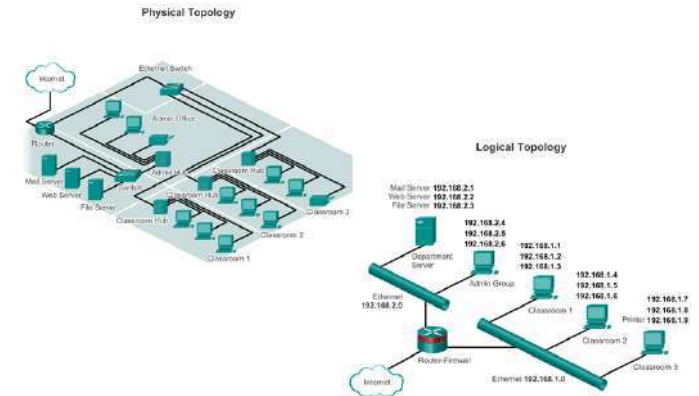 Physical Topology
Internet
Ethernet Switch
Admin Office
Router
Admin Hub
Classroom Hub
Mail Server
Switch
Web Server
Classroom Hub
File Server
Classroom 3
Classroom Hub
Classroom 2
Classroom 1
Logical Topology
Mail Server 192.168.2.1
Web Server 192.168.2.2
File Server 192.168.2.3
192.168.2.4
192.168.2.5
192.168.2.6
Department
Server
Admin Group
192.168.1.1
192.168.1.2
192.168.1.3
Classroom 1
192.168.1.4
192.168.1.5
192.168.1.6
Classroom 2
192.168.1.7
192.168.1.8
Printer 192.168.1.9
Classroom 3
Ethernet
192.168.2.0
Router-Firewall
Internet
Ethernet 192.168.1.0